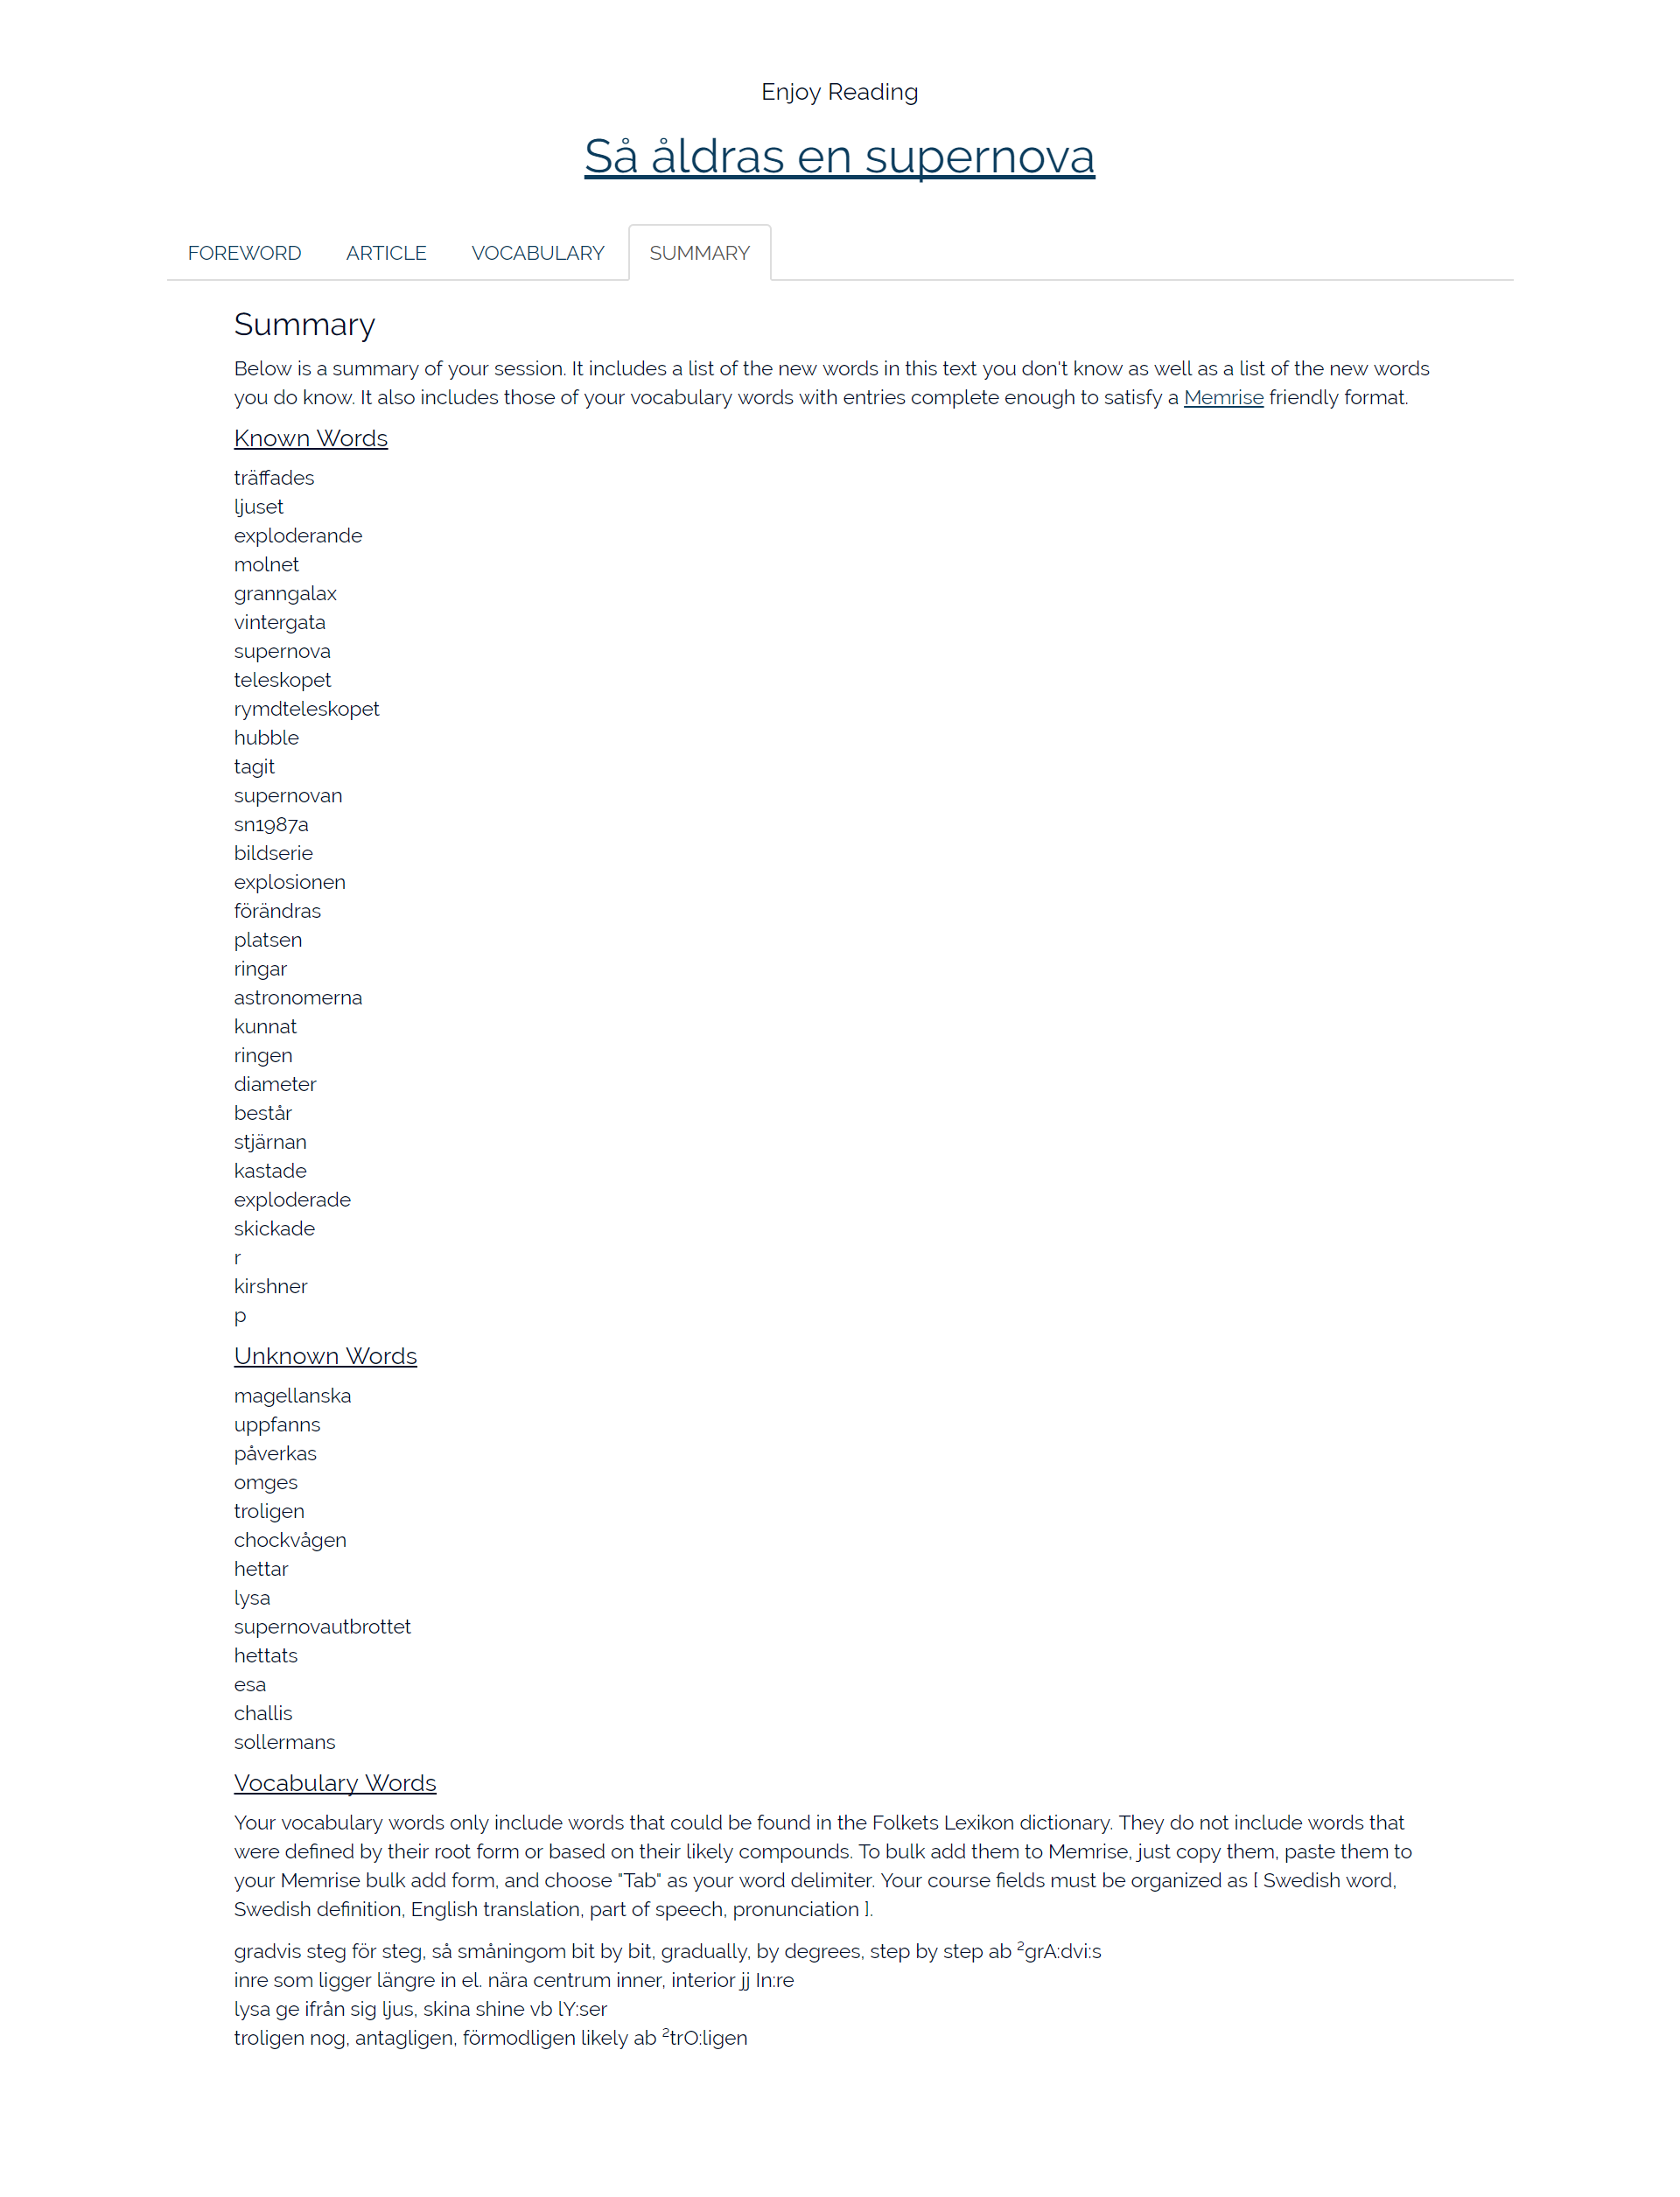 Enjoy Reading
Så åldras en supernova
FOREWORD ARTICLE VOCABULARY SUMMARY
Summary
Below is a summary of your session. It includes a list of the new words in this text you don't know as well as a list of the new words
you do know. It also includes those of your vocabulary words with entries complete enough to satisfy a Memrise friendly format.
Known Words
träffades
ljuset
exploderande
molnet
granngalax
vintergata
supernova
teleskopet
rymdteleskopet
hubble
tagit
supernovan
sn1987a
bildserie
explosionen
förändras
platsen
ringar
astronomerna
kunnat
ringen
diameter
består
stjärnan
kastade
exploderade
skickade
r
kirshner
p
Unknown Words
magellanska
uppfanns
påverkas
omges
troligen
chockvågen
hettar
lysa
supernovautbrottet
hettats
esa
challis
sollermans
Vocabulary Words
Your vocabulary words only include words that could be found in the Folkets Lexikon dictionary. They do not include words that
were defined by their root form or based on their likely compounds. To bulk add them to Memrise, just copy them, paste them to
your Memrise bulk add form, and choose "Tab" as your word delimiter. Your course fields must be organized as [ Swedish word,
Swedish definition, English translation, part of speech, pronunciation ].
gradvis steg för steg, så småningom bit by bit, gradually, by degrees, step by step ab ²grA:dvi:s
inre som ligger längre in el. nära centrum inner, interior jj In:re
lysa ge ifrån sig ljus, skina shine vb lY:ser
troligen nog, antagligen, förmodligen likely ab ²trO:ligen